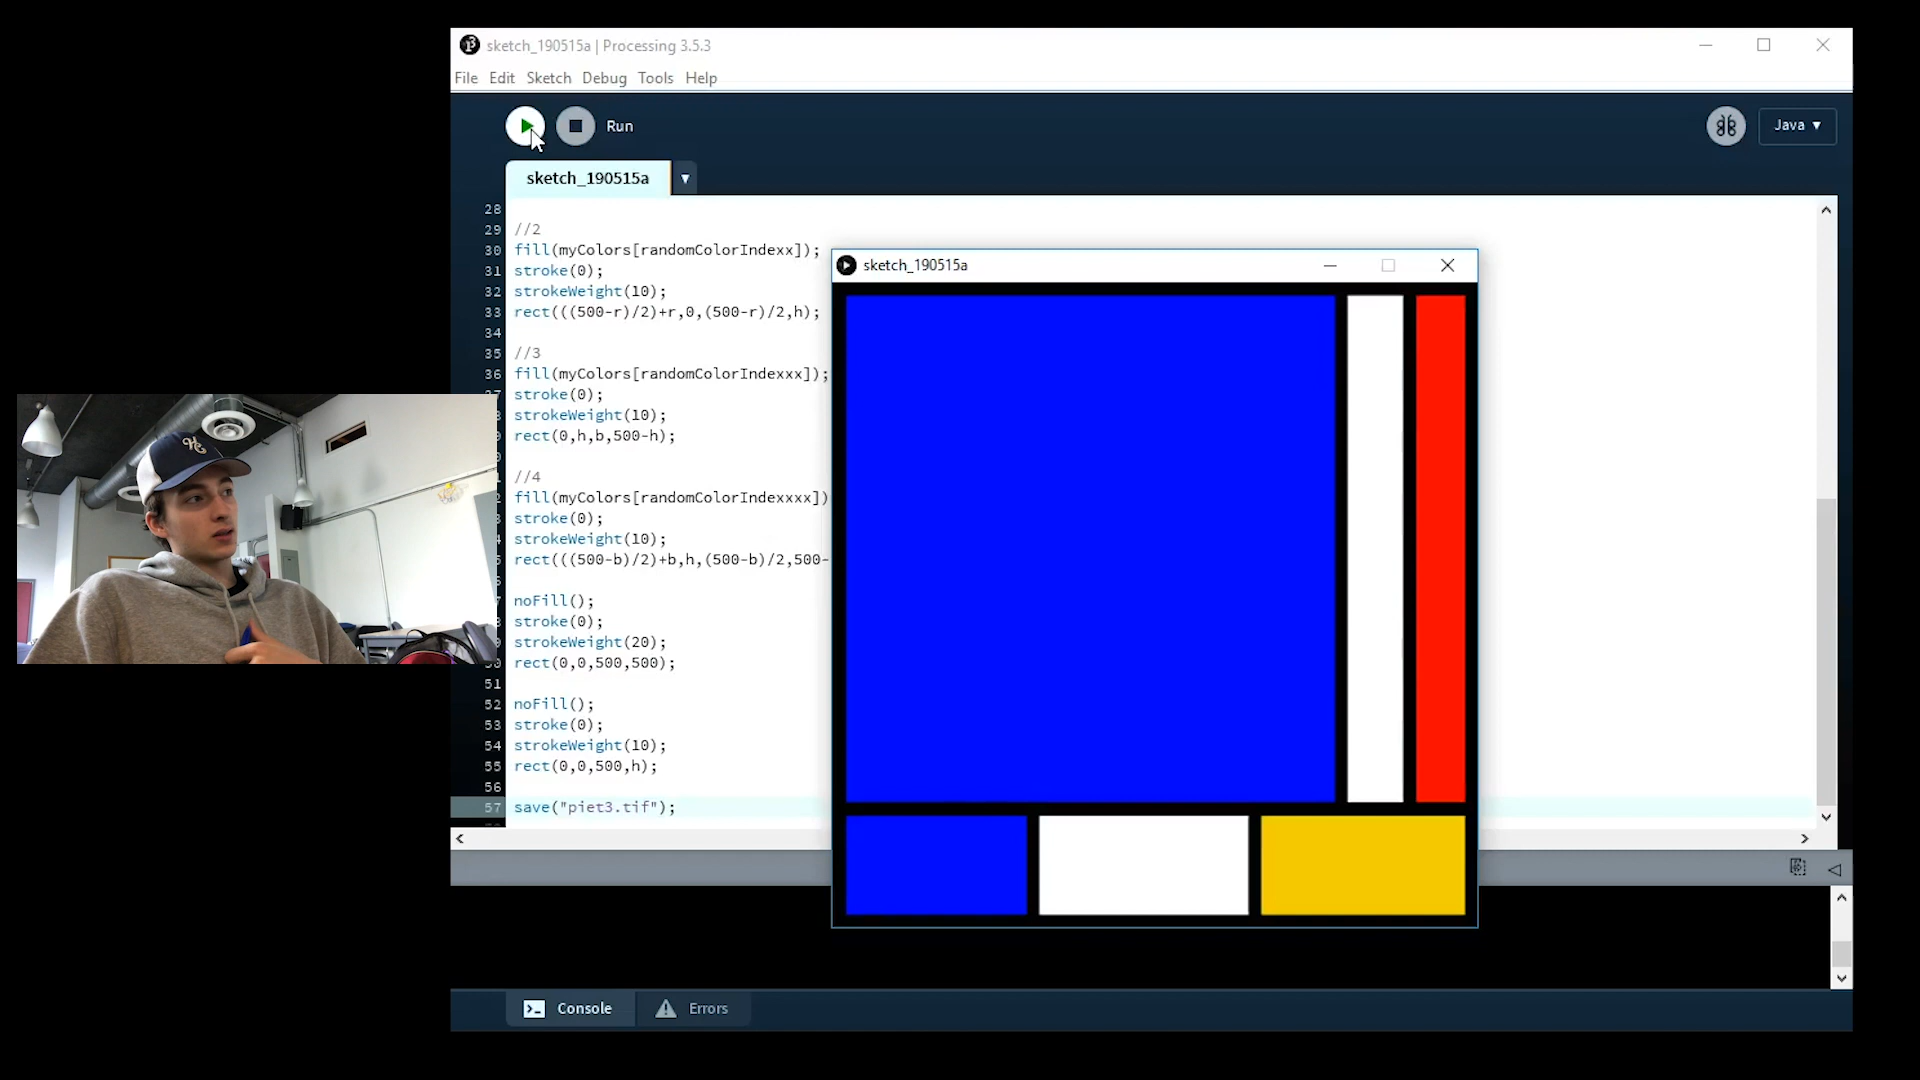 sketch_190515a | Processing 3.5.3
File Edit Sketch Debug Tools Help
Run
Java
sketch_190515a
28
29 //2
30 fill(myColors[randomColorIndexx]);
31 stroke(0);
32 strokeWeight(10);
33 rect(((500-r)/2)+r,0,(500-r)/2,h);
34
35 //3
36 fill(myColors[randomColorIndexxx]);
stroke(0);
strokeWeight(10);
rect(0,h,b,500-h);
//4
fill(myColors[randomColorIndexxxx])
stroke(0);
strokeWeight(10);
rect(((500-b)/2)+b,h,(500-b)/2,500-
noFill();
stroke(0);
strokeWeight(20);
rect(0,0,500,500);
51
52 noFill();
53 stroke(0);
54 strokeWeight(10);
55 rect(0,0,500,h);
56
57 save("piet3.tif");
sketch_190515a
Console
Errors